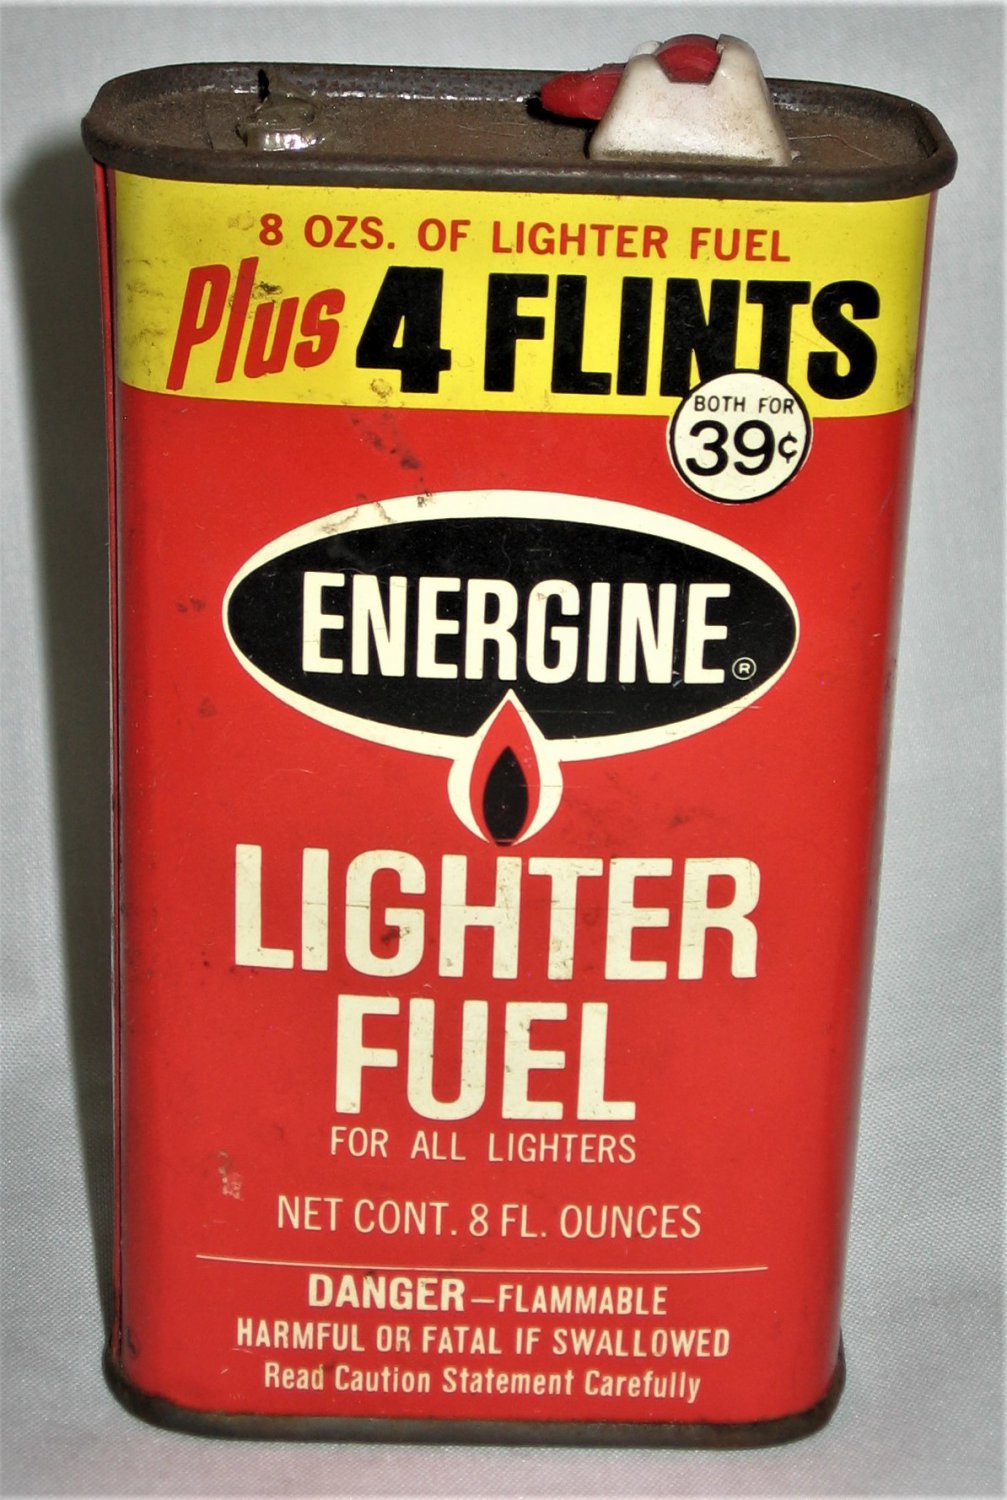 8 OZS. OF LIGHTER FUEL
Plus 4 FLINTS
BOTH FOR
39¢
ENERGINE®
LIGHTER
FUEL
FOR ALL LIGHTERS
NET CONT. 8 FL. OUNCES
DANGER—FLAMMABLE
HARMFUL OR FATAL IF SWALLOWED
Read Caution Statement Carefully